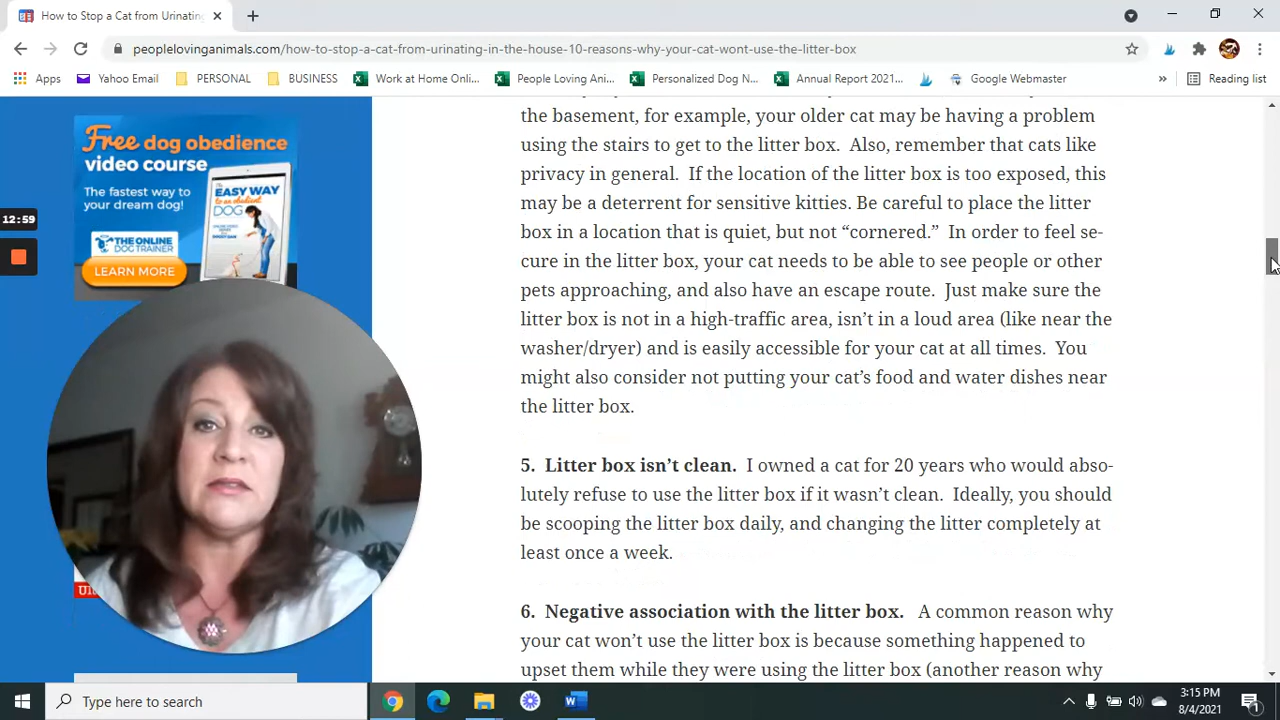 How to Stop a Cat from Urinatin
peoplelovinganimals.com/how-to-stop-a-cat-from-urinating-in-the-house-10-reasons-why-your-cat-wont-use-the-litter-box
Apps Yahoo Email PERSONAL BUSINESS Work at Home Onli... People Loving Ani... Personalized Dog N... Annual Report 2021... Google Webmaster » Reading list
Free dog obedience
video course
The fastest way to
your dream dog!
THE EASY WAY
to an obedient
DOG
THE ONLINE
DOG TRAINER
LEARN MORE
12:59
the basement, for example, your older cat may be having a problem
using the stairs to get to the litter box. Also, remember that cats like
privacy in general. If the location of the litter box is too exposed, this
may be a deterrent for sensitive kitties. Be careful to place the litter
box in a location that is quiet, but not “cornered.” In order to feel se-
cure in the litter box, your cat needs to be able to see people or other
pets approaching, and also have an escape route. Just make sure the
litter box is not in a high-traffic area, isn’t in a loud area (like near the
washer/dryer) and is easily accessible for your cat at all times. You
might also consider not putting your cat’s food and water dishes near
the litter box.
5. Litter box isn’t clean. I owned a cat for 20 years who would abso-
lutely refuse to use the litter box if it wasn’t clean. Ideally, you should
be scooping the litter box daily, and changing the litter completely at
least once a week.
6. Negative association with the litter box. A common reason why
your cat won’t use the litter box is because something happened to
upset them while they were using the litter box (another reason why
Type here to search
3:15 PM
8/4/2021